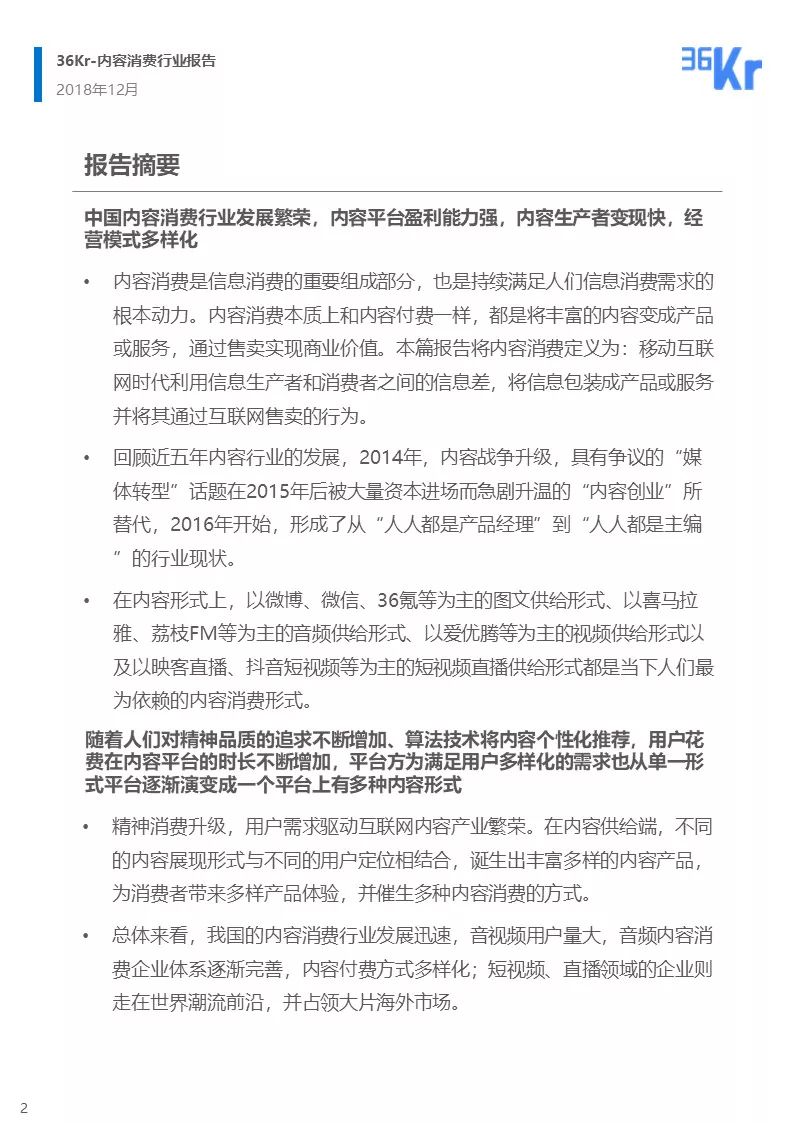 36Kr-内容消费行业报告
2018年12月
36Kr
报告摘要
中国内容消费行业发展繁荣，内容平台盈利能力强，内容生产者变现快，经
营模式多样化
• 内容消费是信息消费的重要组成部分，也是持续满足人们信息消费需求的
根本动力。内容消费本质上和内容付费一样，都是将丰富的内容变成产品
或服务，通过售卖实现商业价值。本篇报告将内容消费定义为：移动互联
网时代利用信息生产者和消费者之间的信息差，将信息包装成产品或服务
并将其通过互联网售卖的行为。
• 回顾近五年内容行业的发展，2014年，内容战争升级，具有争议的“媒
体转型”话题在2015年后被大量资本进场而急剧升温的“内容创业”所
替代，2016年开始，形成了从“人人都是产品经理”到“人人都是主编
”的行业现状。
• 在内容形式上，以微博、微信、36氪等为主的图文供给形式、以喜马拉
雅、荔枝FM等为主的音频供给形式、以爱优腾等为主的视频供给形式以
及以映客直播、抖音短视频等为主的短视频直播供给形式都是当下人们最
为依赖的内容消费形式。
随着人们对精神品质的追求不断增加、算法技术将内容个性化推荐，用户花
费在内容平台的时长不断增加，平台方为满足用户多样化的需求也从单一形
式平台逐渐演变成一个平台上有多种内容形式
• 精神消费升级，用户需求驱动互联网内容产业繁荣。在内容供给端，不同
的内容展现形式与不同的用户定位相结合，诞生出丰富多样的内容产品，
为消费者带来多样产品体验，并催生多种内容消费的方式。
• 总体来看，我国的内容消费行业发展迅速，音视频用户量大，音频内容消
费企业体系逐渐完善，内容付费方式多样化；短视频、直播领域的企业则
走在世界潮流前沿，并占领大片海外市场。
2